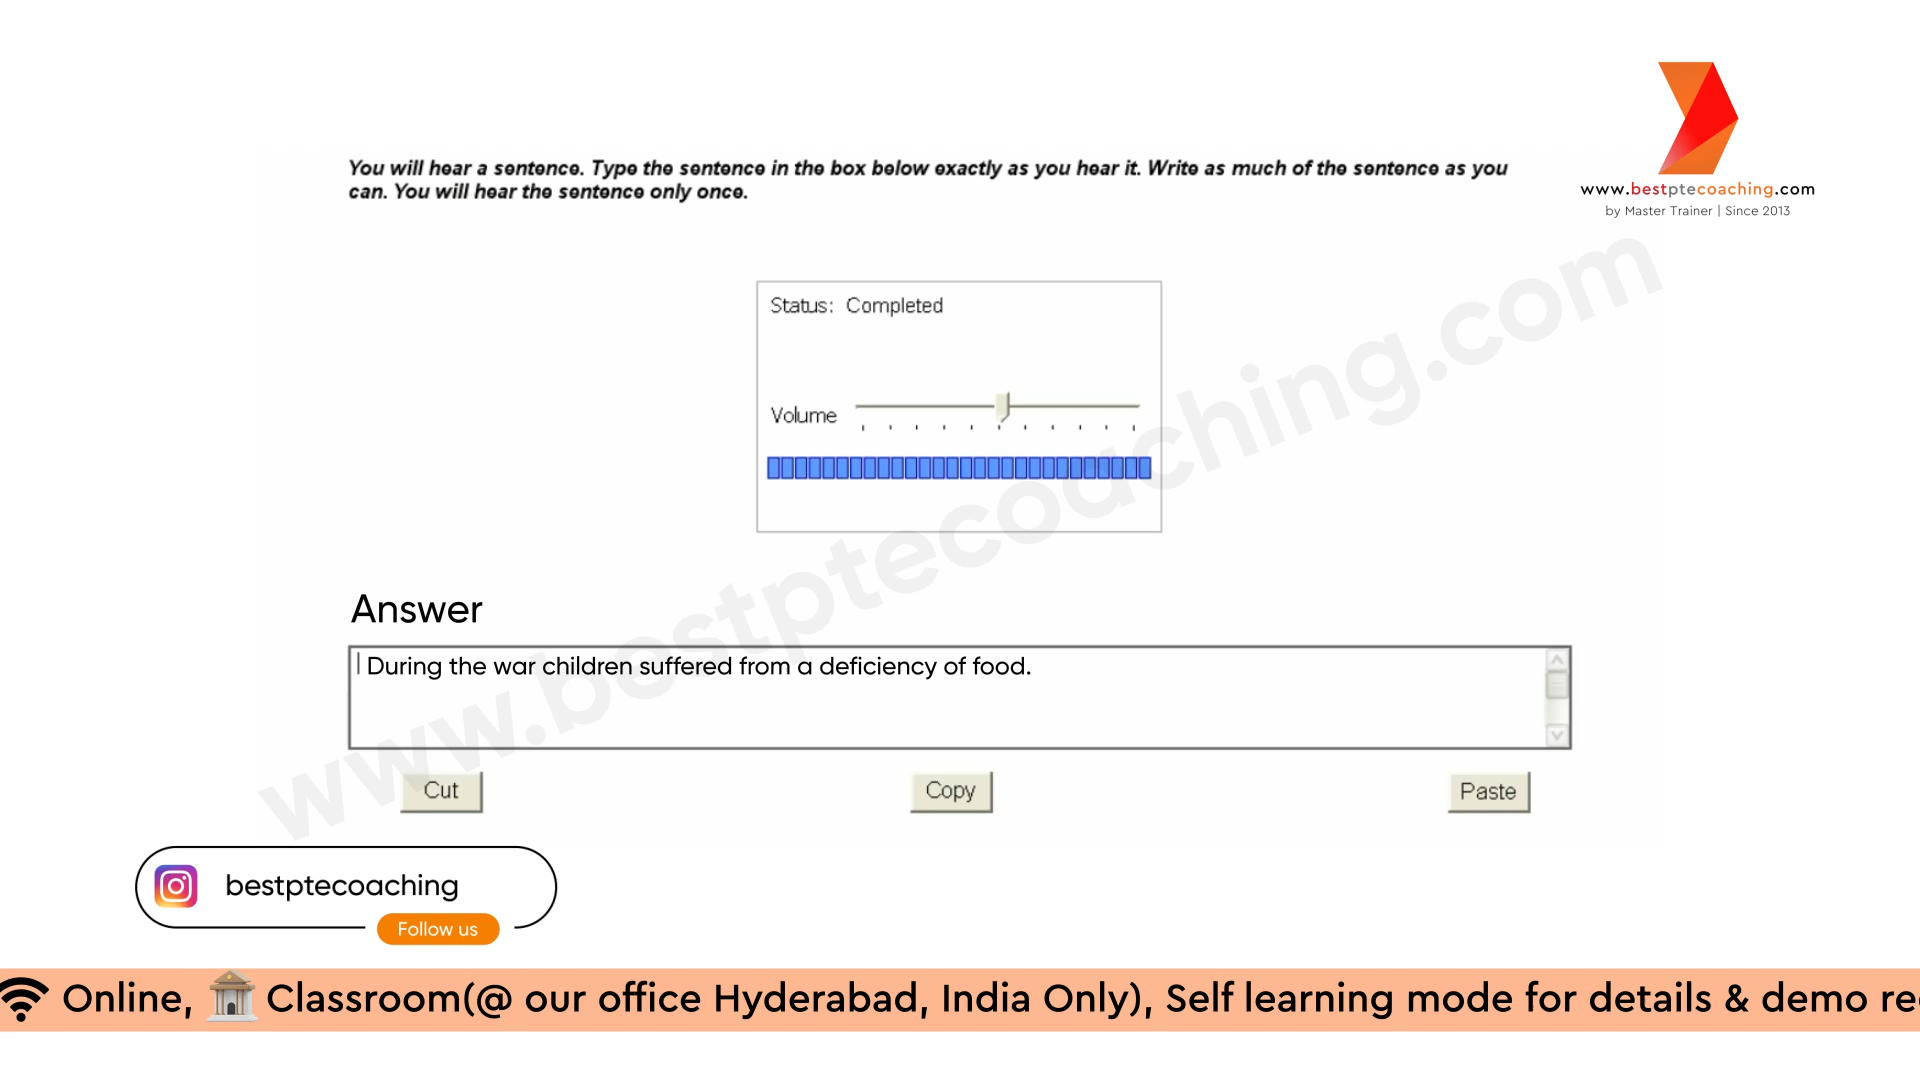 You will hear a sentence. Type the sentence in the box below exactly as you hear it. Write as much of the sentence as you
can. You will hear the sentence only once.
www.bestptecoaching.com
by Master Trainer | Since 2013
Status: Completed
Volume
www.bestptecoaching.com
Answer
During the war children suffered from a deficiency of food.
Cut
Copy
Paste
bestptecoaching
Follow us
Online, Classroom(@ our office Hyderabad, India Only), Self learning mode for details & demo re